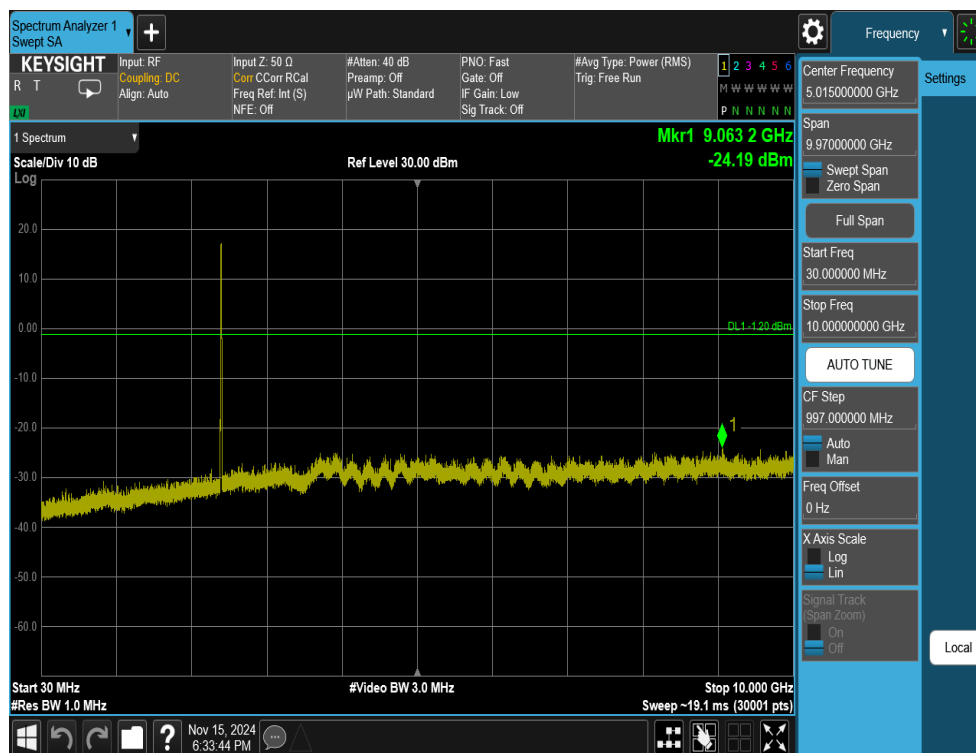 Spectrum Analyzer 1
Swept SA
+
Frequency
KEYSIGHT
R T
LXI
Input: RF
Coupling: DC
Align: Auto
Input Z: 50 Ω
Corr CCorr RCal
Freq Ref: Int (S)
NFE: Off
#Atten: 40 dB
Preamp: Off
µW Path: Standard
PNO: Fast
Gate: Off
IF Gain: Low
Sig Track: Off
#Avg Type: Power (RMS)
Trig: Free Run
1 2 3 4 5 6
M W W W W W
P N N N N N
1 Spectrum
Scale/Div 10 dB
Log
Ref Level 30.00 dBm
Mkr1 9.063 2 GHz
-24.19 dBm
20.0
10.0
0.00
-10.0
-20.0
-30.0
-40.0
-50.0
-60.0
DL1 -1.20 dBm
1
Start 30 MHz
#Res BW 1.0 MHz
#Video BW 3.0 MHz
Stop 10.000 GHz
Sweep ~19.1 ms (30001 pts)
Center Frequency
5.015000000 GHz
Span
9.97000000 GHz
Swept Span
Zero Span
Full Span
Start Freq
30.000000 MHz
Stop Freq
10.000000000 GHz
AUTO TUNE
CF Step
997.000000 MHz
Auto
Man
Freq Offset
0 Hz
X Axis Scale
Log
Lin
Signal Track
(Span Zoom)
On
Off
Settings
Local
?
Nov 15, 2024
6:33:44 PM